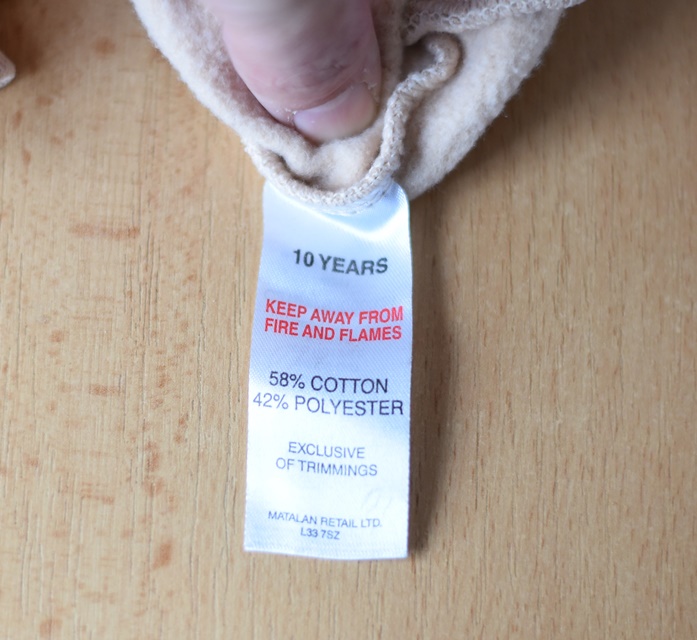 10 YEARS
KEEP AWAY FROM
FIRE AND FLAMES
58% COTTON
42% POLYESTER
EXCLUSIVE
OF TRIMMINGS
MATALAN RETAIL LTD.
L33 7SZ